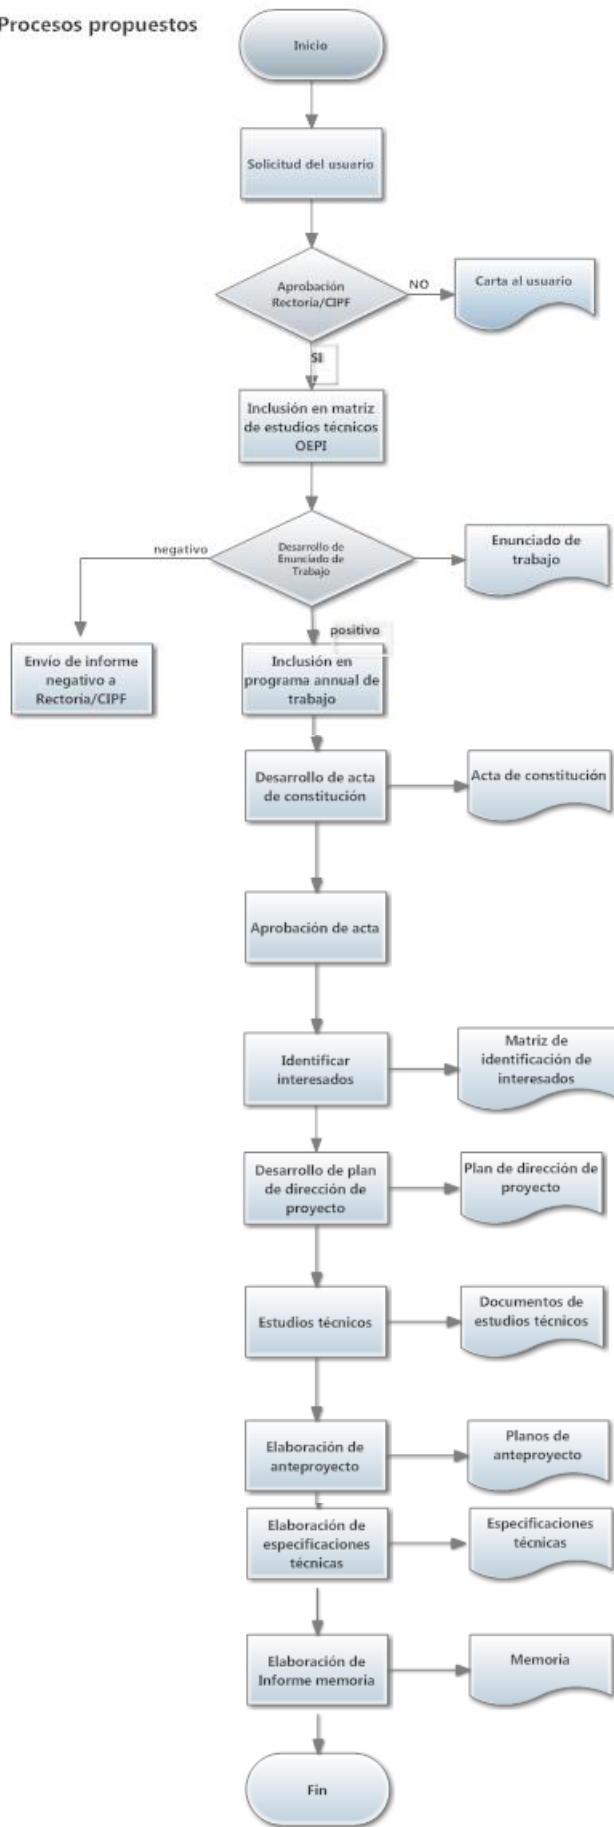 Procesos propuestos
Inicio
Solicitud del usuario
Aprobación
Rectoría/CIPF
NO
Carta al usuario
SI
Inclusión en matriz
de estudios técnicos
OEPI
negativo
Desarrollo de
Enunciado de
Trabajo
Enunciado de
trabajo
positivo
Envío de informe
negativo a
Rectoría/CIPF
Inclusión en
programa annual de
trabajo
Desarrollo de acta
de constitución
Acta de constitución
Aprobación de acta
Identificar
interesados
Matriz de
identificación de
interesados
Desarrollo de plan
de dirección de
proyecto
Plan de dirección de
proyecto
Estudios técnicos
Documentos de
estudios técnicos
Elaboración de
anteproyecto
Planos de
anteproyecto
Elaboración de
especificaciones
técnicas
Especificaciones
técnicas
Elaboración de
Informe memoria
Memoria
Fin